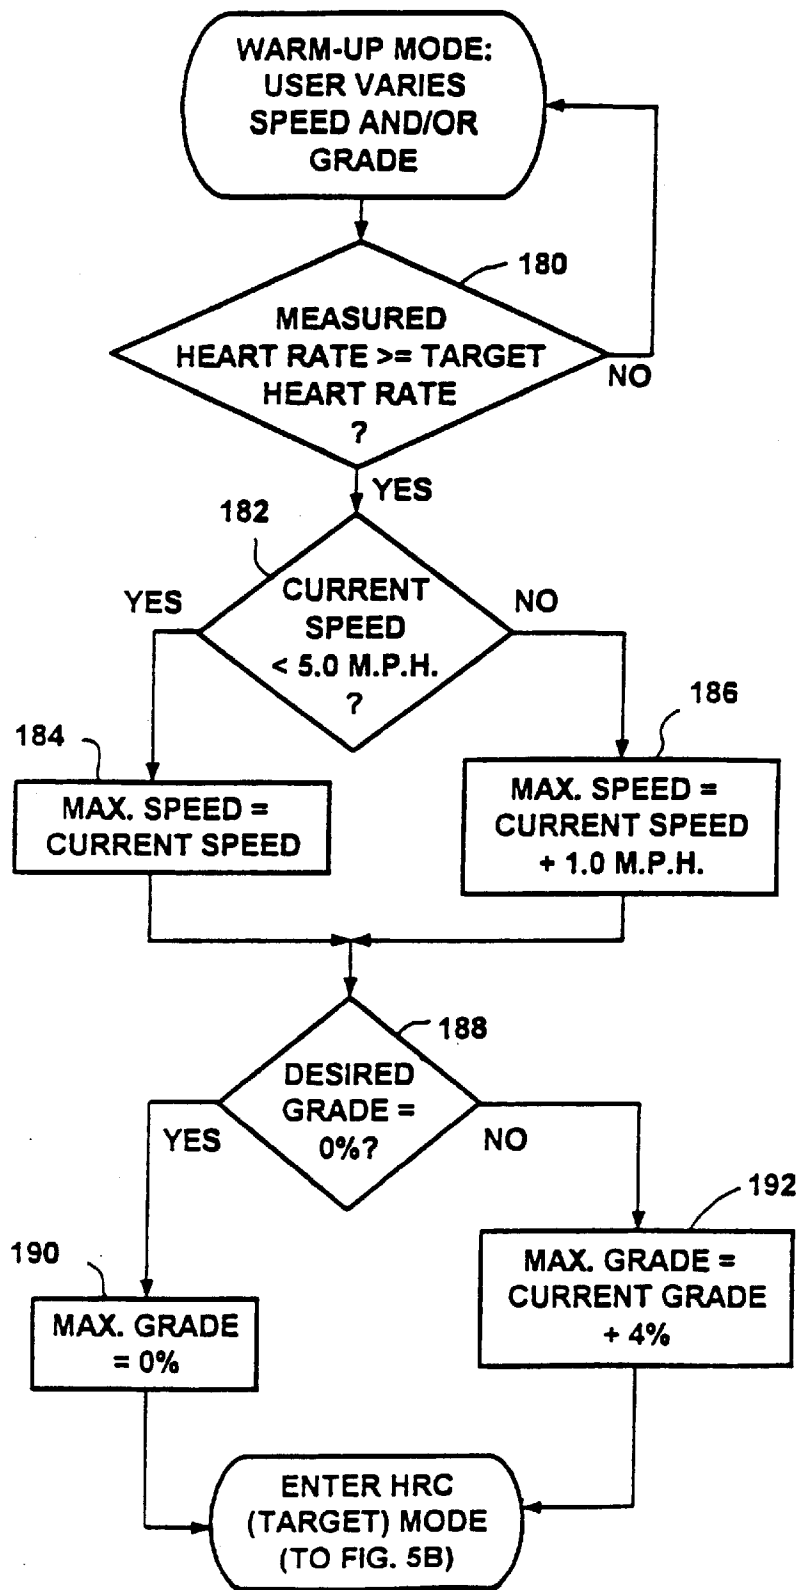 WARM-UP MODE:
USER VARIES
SPEED AND/OR
GRADE
180
MEASURED
HEART RATE >= TARGET
HEART RATE
?
NO
YES
182
CURRENT
SPEED
< 5.0 M.P.H.
?
YES
NO
184
MAX. SPEED =
CURRENT SPEED
186
MAX. SPEED =
CURRENT SPEED
+ 1.0 M.P.H.
188
DESIRED
GRADE =
0%?
YES
NO
190
MAX. GRADE
= 0%
192
MAX. GRADE =
CURRENT GRADE
+ 4%
ENTER HRC
(TARGET) MODE
(TO FIG. 5B)